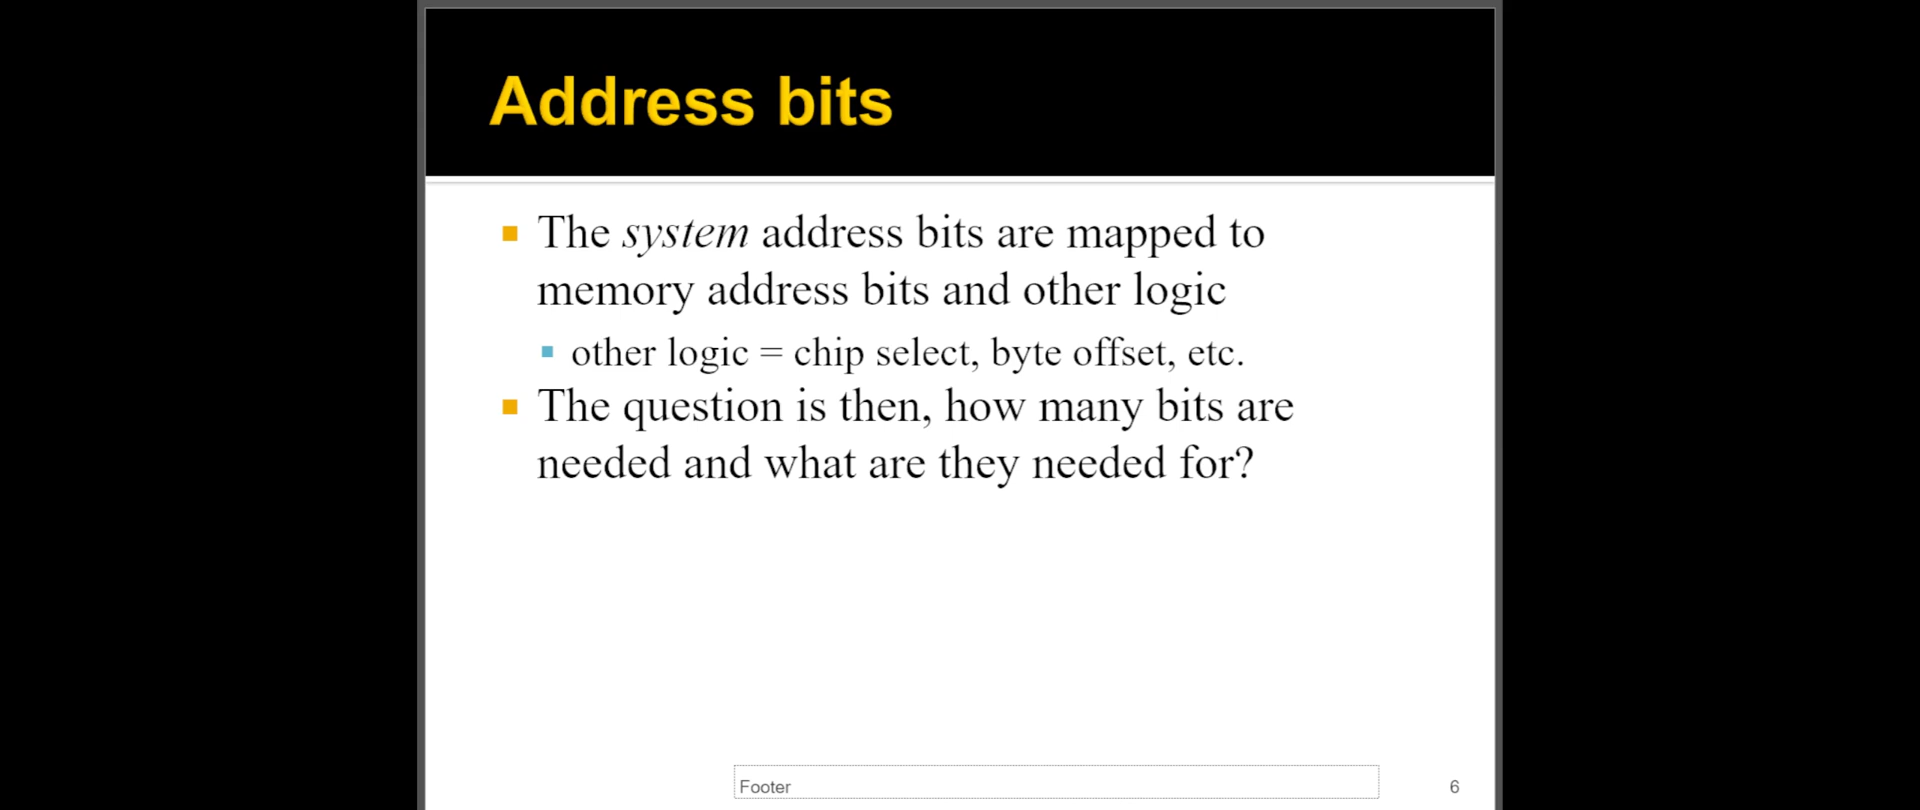 Address bits
The system address bits are mapped to
memory address bits and other logic
other logic = chip select, byte offset, etc.
The question is then, how many bits are
needed and what are they needed for?
Footer
6